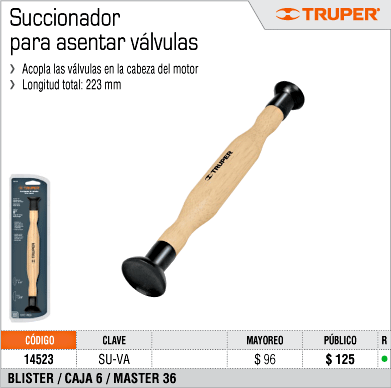 Succionador
para asentar válvulas
TRUPER®
❯ Acopla las válvulas en la cabeza del motor
❯ Longitud total: 223 mm
TRUPER
TRUPER
CÓDIGO CLAVE MAYOREO PÚBLICO R
14523 SU-VA $ 96 $ 125 ●
BLISTER / CAJA 6 / MASTER 36